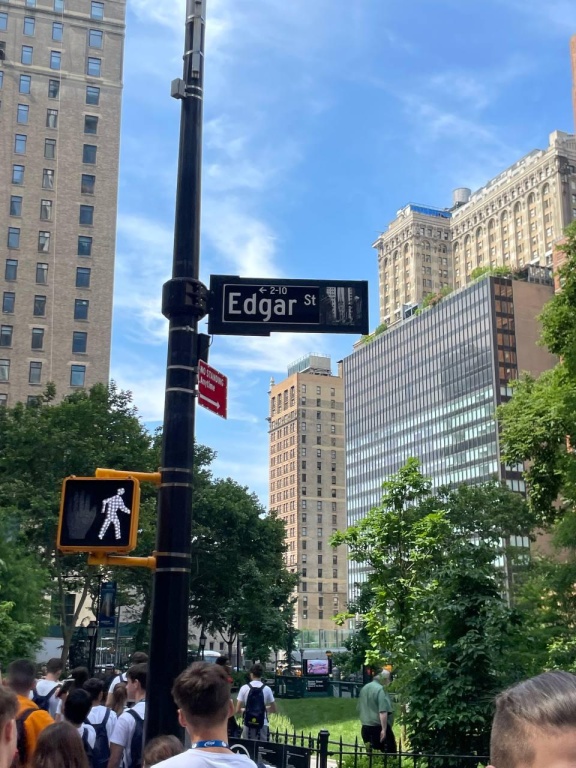 ← 2-10
Edgar St
NO STANDING
Anytime